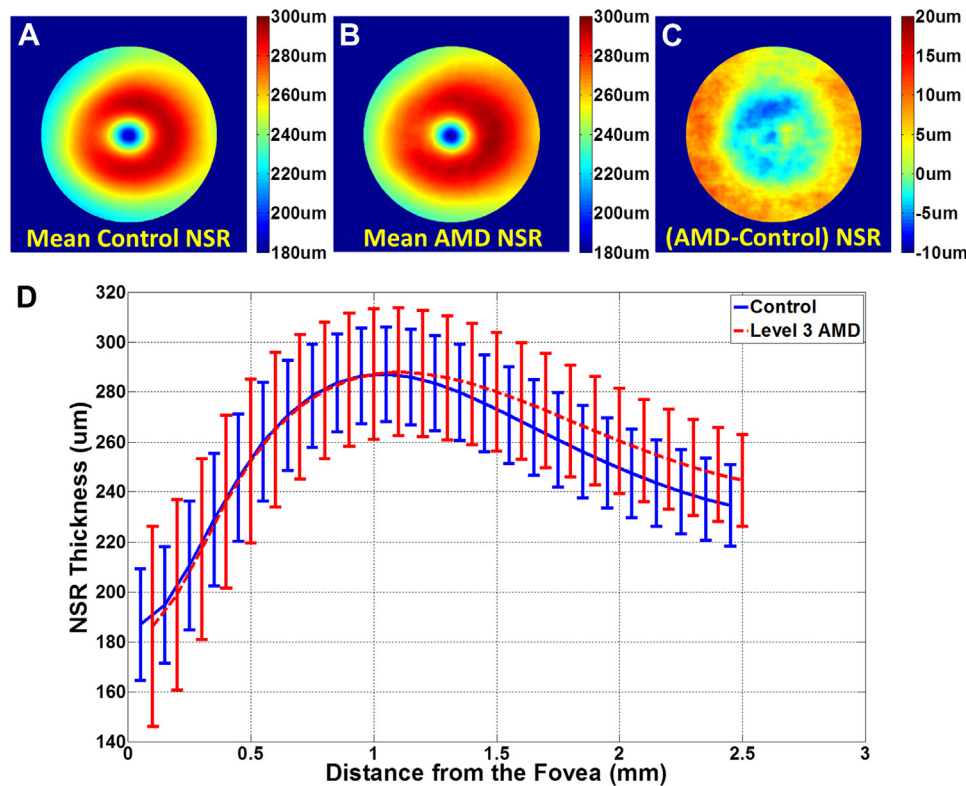 A
300um
280um
260um
240um
220um
200um
180um
Mean Control NSR
B
300um
280um
260um
240um
220um
200um
180um
Mean AMD NSR
C
20um
15um
10um
5um
0um
-5um
-10um
(AMD-Control) NSR
D
320
300
280
260
240
220
200
180
160
140
NSR Thickness (um)
Control
Level 3 AMD
0
0.5
1
1.5
2
2.5
3
Distance from the Fovea (mm)